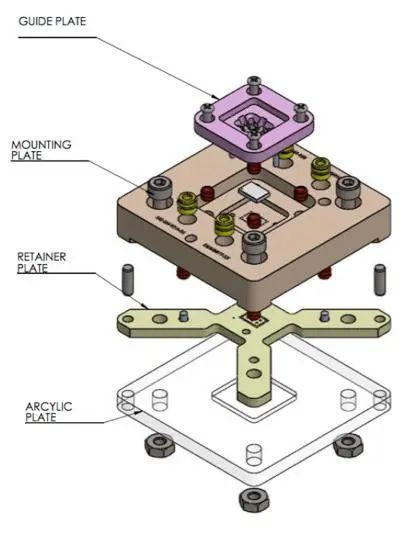 GUIDE PLATE
MOUNTING
PLATE
RETAINER
PLATE
ARCYLIC
PLATE